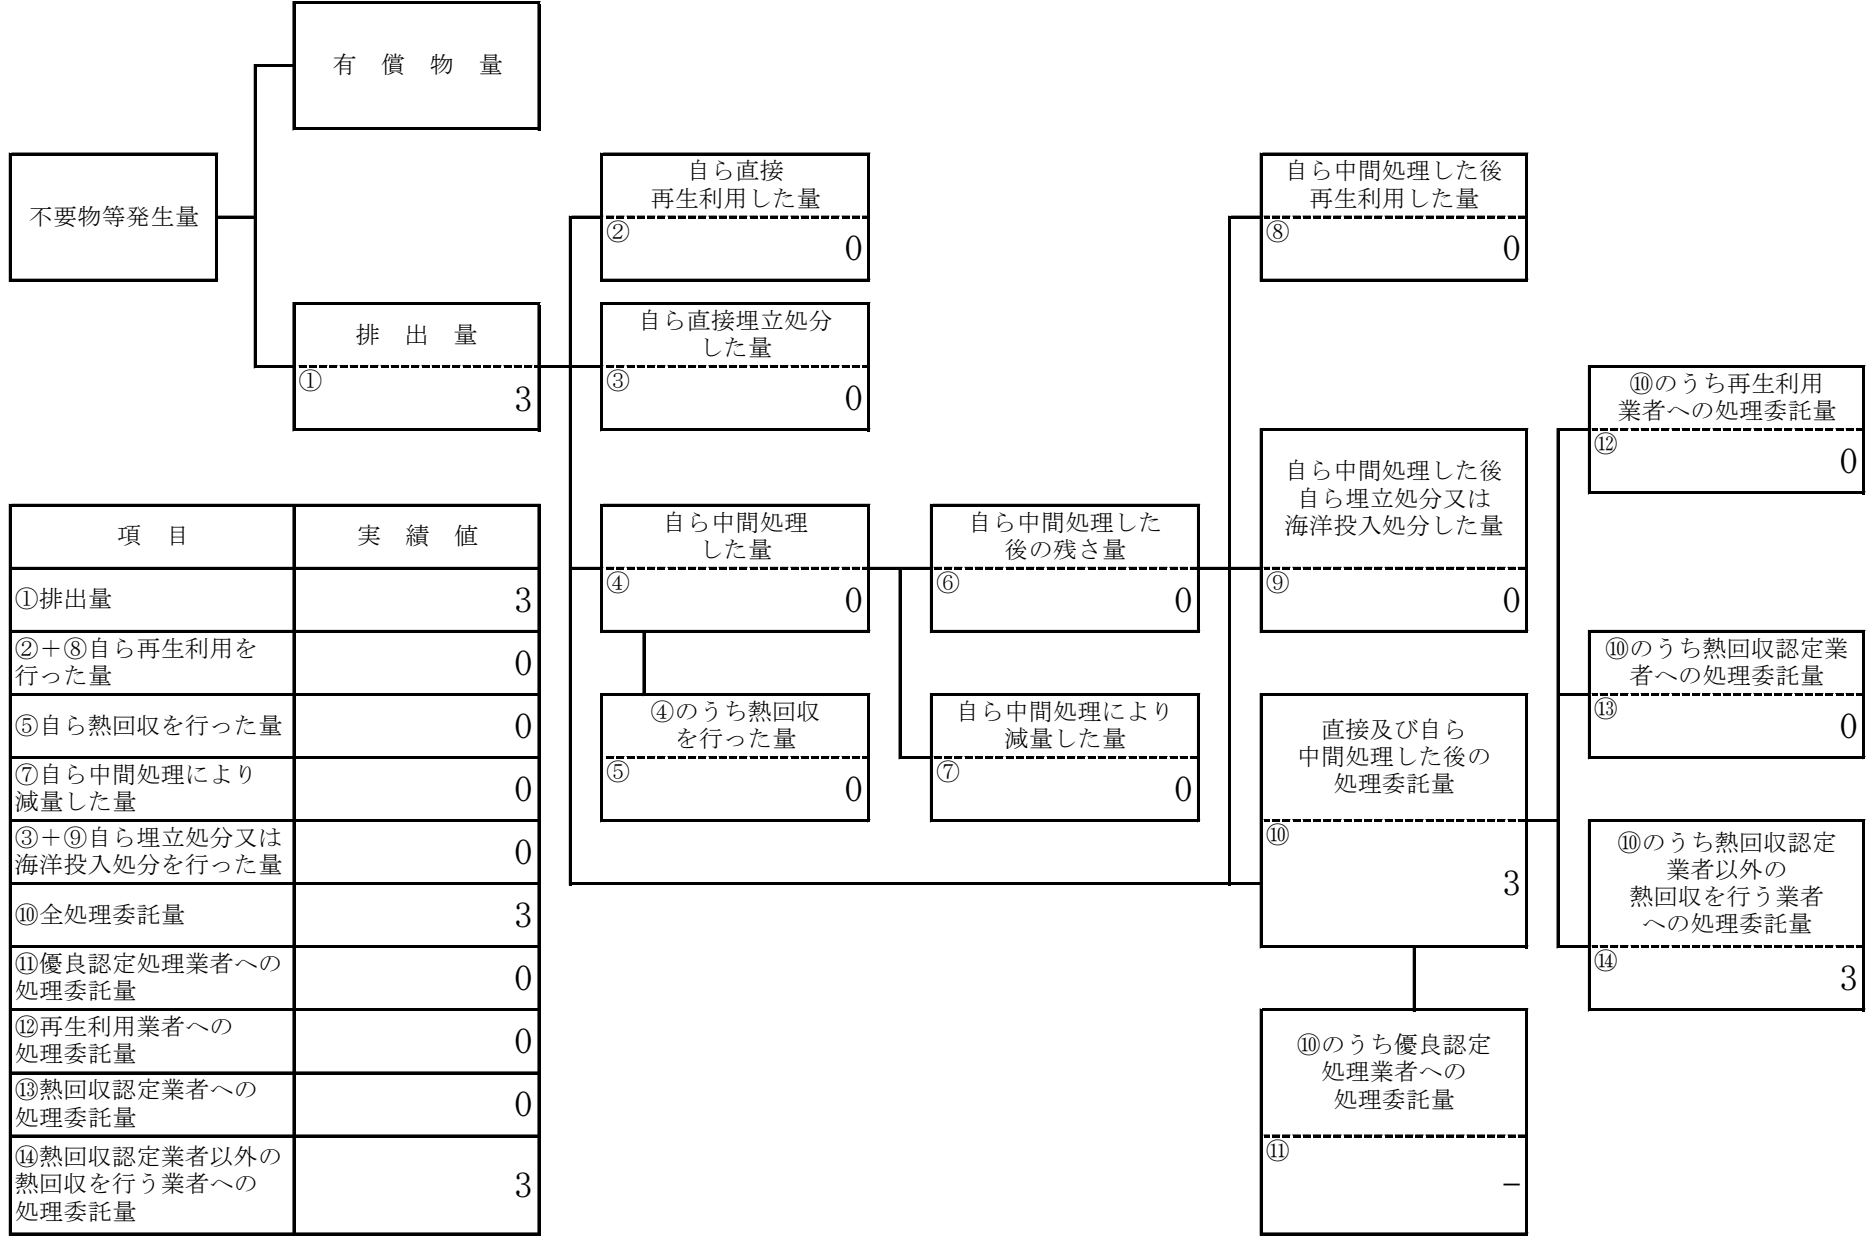 有 償 物 量
不要物等発生量
排 出 量
①
3
自ら直接
再生利用した量
②
0
自ら直接埋立処分
した量
③
0
自ら中間処理
した量
④
0
④のうち熱回収
を行った量
⑤
0
自ら中間処理した
後の残さ量
⑥
0
自ら中間処理により
減量した量
⑦
0
自ら中間処理した後
再生利用した量
⑧
0
自ら中間処理した後
自ら埋立処分又は
海洋投入処分した量
⑨
0
直接及び自ら
中間処理した後の
処理委託量
⑩
3
⑩のうち優良認定
処理業者への
処理委託量
⑪
－
⑩のうち再生利用
業者への処理委託量
⑫
0
⑩のうち熱回収認定業
者への処理委託量
⑬
0
⑩のうち熱回収認定
業者以外の
熱回収を行う業者
への処理委託量
⑭
3
項 目 実 績 値
①排出量 3
②＋⑧自ら再生利用を
行った量 0
⑤自ら熱回収を行った量 0
⑦自ら中間処理により
減量した量 0
③＋⑨自ら埋立処分又は
海洋投入処分を行った量 0
⑩全処理委託量 3
⑪優良認定処理業者への
処理委託量 0
⑫再生利用業者への
処理委託量 0
⑬熱回収認定業者への
処理委託量 0
⑭熱回収認定業者以外の
熱回収を行う業者への 3
処理委託量